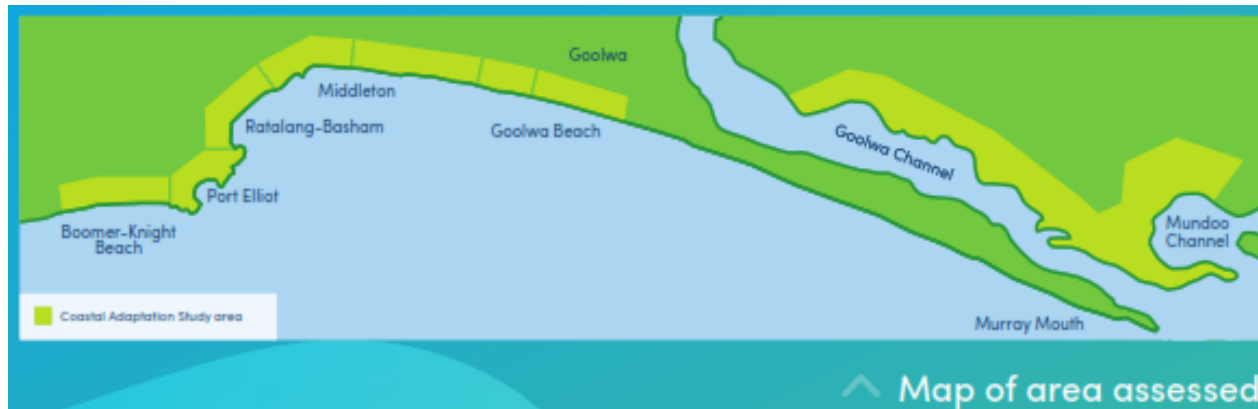 Goolwa
Middleton
Ratalang-Basham
Goolwa Beach
Goolwa Channel
Port Elliot
Boomer-Knight
Beach
Mundoo
Channel
Coastal Adaptation Study area
Murray Mouth
Map of area assessed